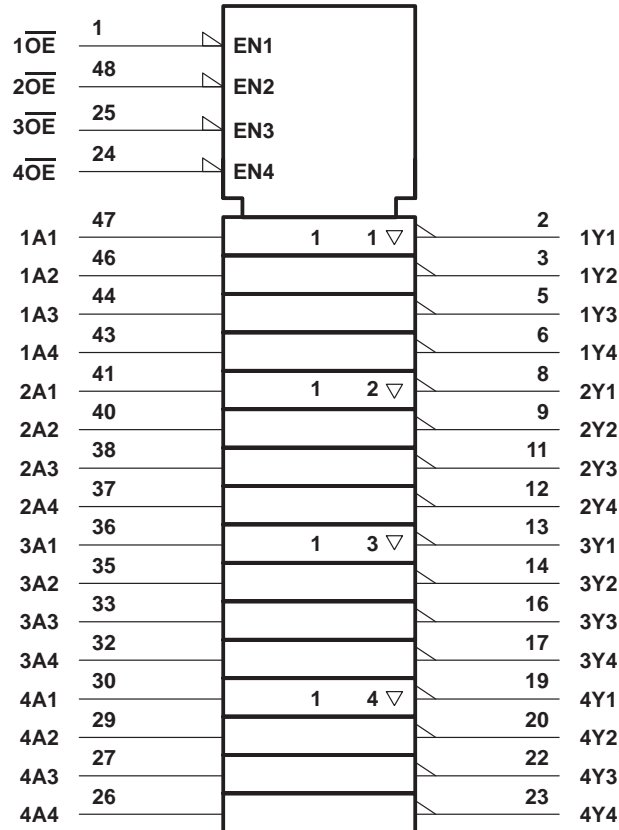 1O̅E̅ 1 EN1
2O̅E̅ 48 EN2
3O̅E̅ 25 EN3
4O̅E̅ 24 EN4
1A1 47 1 1 ▽ 2 1Y1
1A2 46 3 1Y2
1A3 44 5 1Y3
1A4 43 6 1Y4
2A1 41 1 2 ▽ 8 2Y1
2A2 40 9 2Y2
2A3 38 11 2Y3
2A4 37 12 2Y4
3A1 36 1 3 ▽ 13 3Y1
3A2 35 14 3Y2
3A3 33 16 3Y3
3A4 32 17 3Y4
4A1 30 1 4 ▽ 19 4Y1
4A2 29 20 4Y2
4A3 27 22 4Y3
4A4 26 23 4Y4